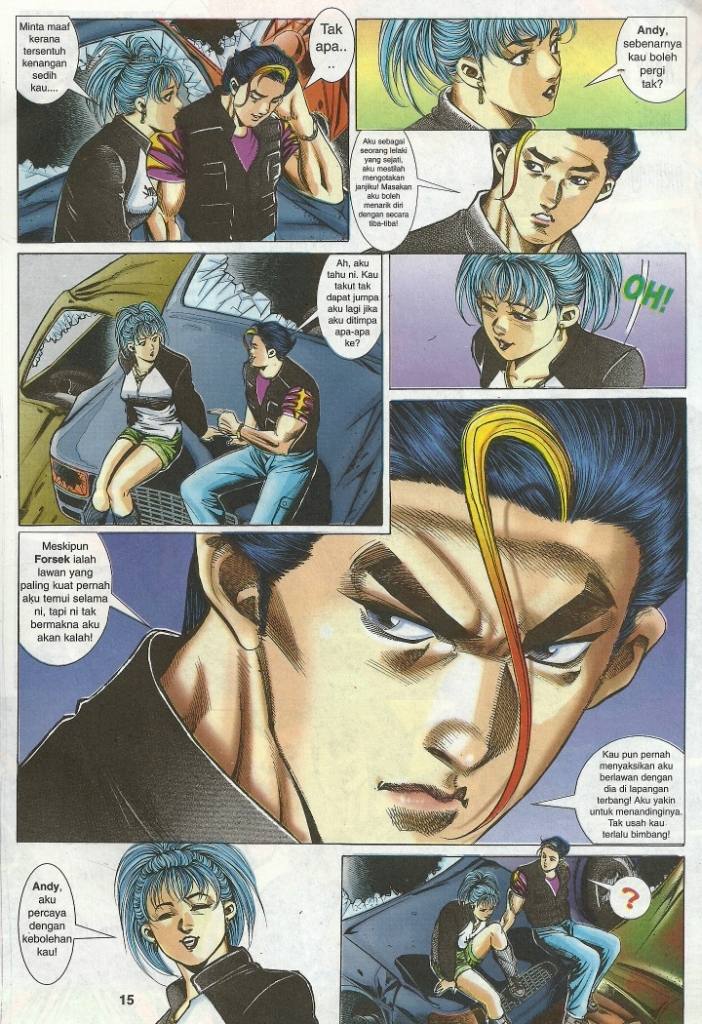 Minta maaf
kerana
tersentuh
kenangan
sedih
kau....
Tak
apa..
..
Andy,
sebenarnya
kau boleh
pergi
tak?
Aku sebagai
seorang lelaki
yang sejati,
aku mestilah
mengotakan
janjiku! Masakan
aku boleh
menarik diri
dengan secara
tiba-tiba!
Ah, aku
tahu ni. Kau
takut tak
dapat jumpa
aku lagi jika
aku ditimpa
apa-apa
ke?
OH!
Meskipun
Forsek ialah
lawan yang
paling kuat pernah
aku temui selama
ni, tapi ni tak
bermakna aku
akan kalah!
Kau pun pernah
menyaksikan aku
berlawan dengan
dia di lapangan
terbang! Aku yakin
untuk menandinginya.
Tak usah kau
terlalu bimbang!
Andy,
aku
percaya
dengan
kebolehan
kau!
?
15